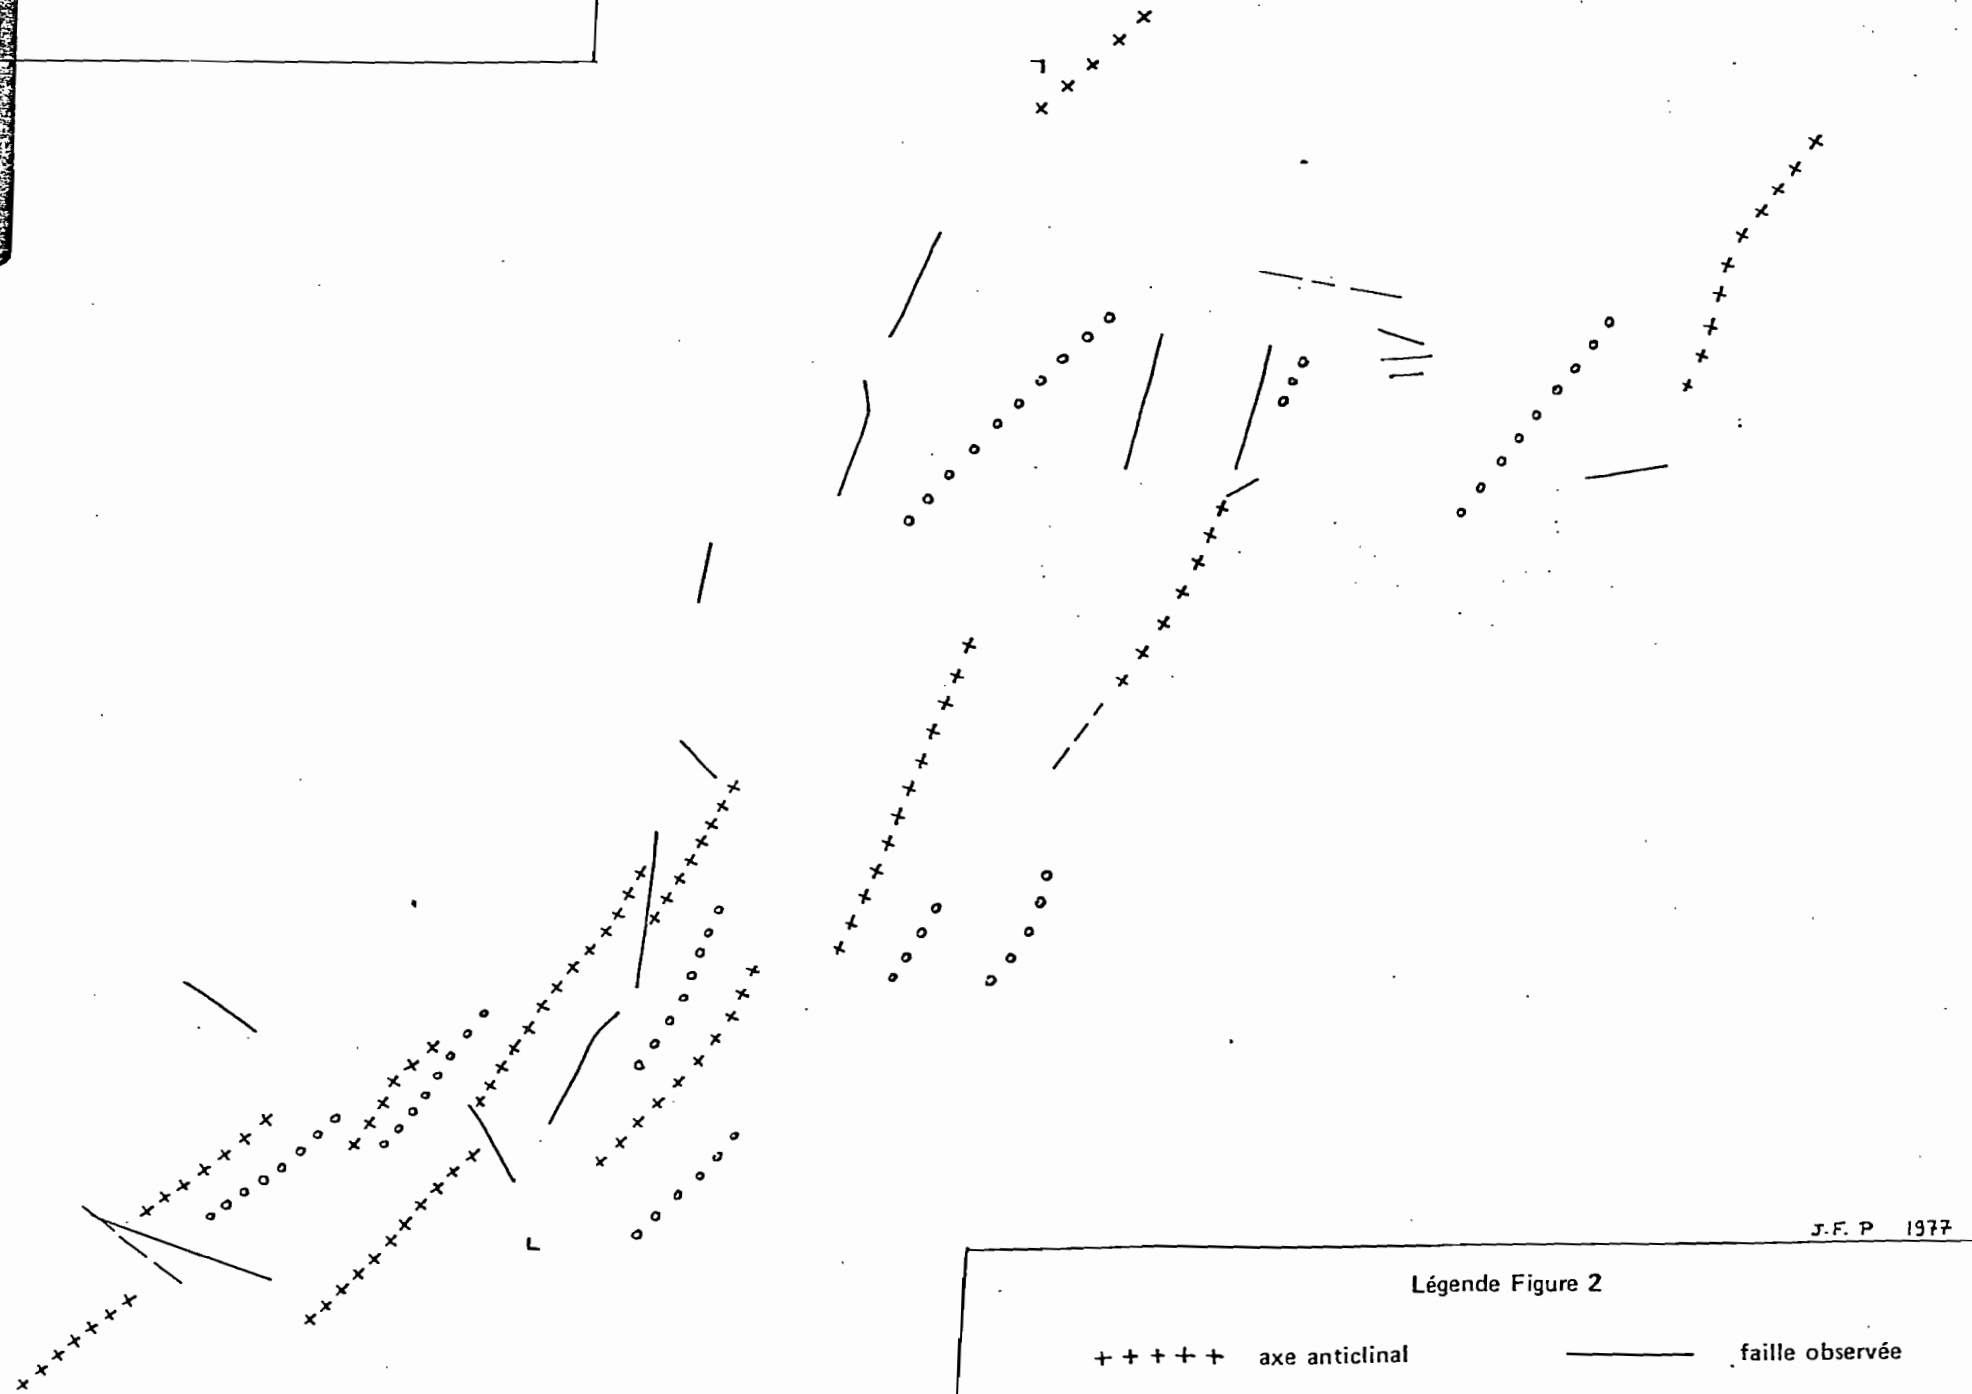 J.F.P 1977
Légende Figure 2
+ + + + + axe anticlinal
faille observée